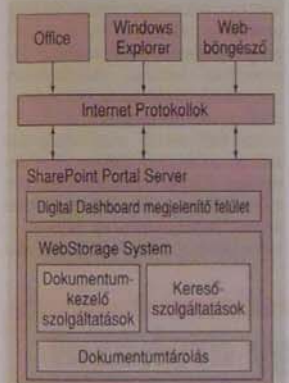 Office
Windows
Explorer
Web-
böngésző
Internet Protokollok
SharePoint Portal Server
Digital Dashboard megjelenítő felület
WebStorage System
Dokumentum-
kezelő
szolgáltatások
Kereső-
szolgáltatások
Dokumentumtárolás